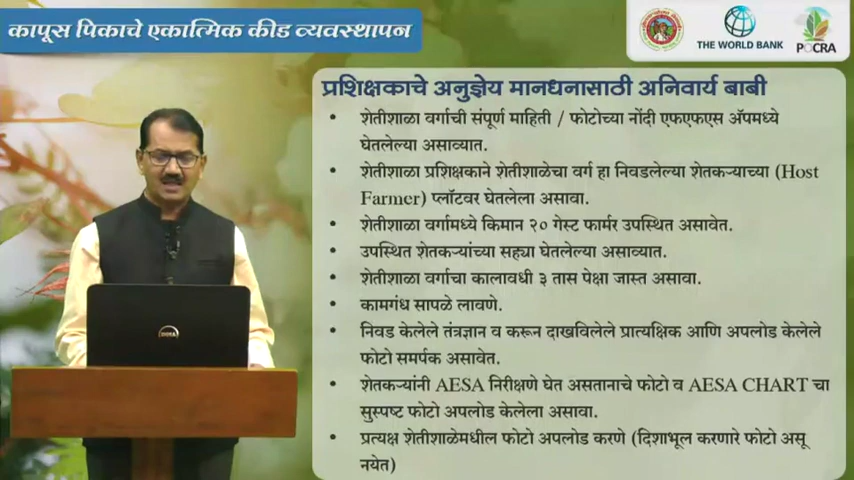 कापूस पिकाचे एकात्मिक कीड व्यवस्थापन
THE WORLD BANK
POCRA
प्रशिक्षकाचे अनुज्ञेय मानधनासाठी अनिवार्य बाबी
• शेतीशाळा वर्गाची संपूर्ण माहिती / फोटोच्या नोंदी एफएफएस ॲपमध्ये
घेतलेल्या असाव्यात.
• शेतीशाळा प्रशिक्षकाने शेतीशाळेचा वर्ग हा निवडलेल्या शेतकऱ्याच्या (Host
Farmer) प्लॉटवर घेतलेला असावा.
• शेतीशाळा वर्गामध्ये किमान २० गेस्ट फार्मर उपस्थित असावेत.
• उपस्थित शेतकऱ्यांच्या सह्या घेतलेल्या असाव्यात.
• शेतीशाळा वर्गाचा कालावधी ३ तास पेक्षा जास्त असावा.
• कामगंध सापळे लावणे.
• निवड केलेले तंत्रज्ञान व करून दाखविलेले प्रात्यक्षिक आणि अपलोड केलेले
फोटो समर्पक असावेत.
• शेतकऱ्यांनी AESA निरीक्षणे घेत असतानाचे फोटो व AESA CHART चा
सुस्पष्ट फोटो अपलोड केलेला असावा.
• प्रत्यक्ष शेतीशाळेमधील फोटो अपलोड करणे (दिशाभूल करणारे फोटो असू
नयेत)